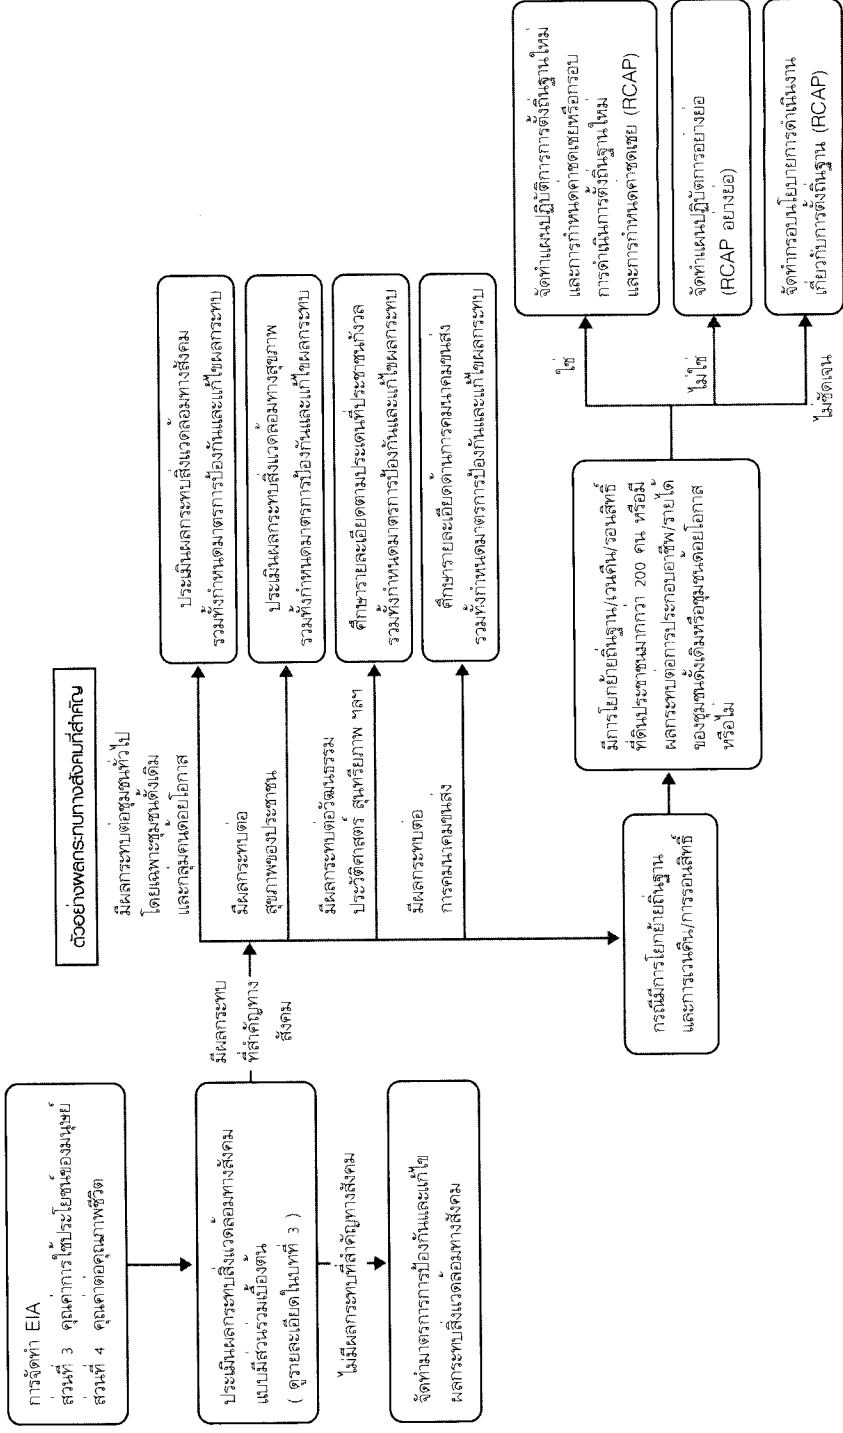 ตัวอย่างผลกระทบทางสังคมที่สำคัญ
การจัดทำ EIA
ส่วนที่ 3 คุณค่าการใช้ประโยชน์ของมนุษย์
ส่วนที่ 4 คุณค่าต่อคุณภาพชีวิต
ประเมินผลกระทบสิ่งแวดล้อมทางสังคม
แบบมีส่วนร่วมเบื้องต้น
( ดูรายละเอียดในบทที่ 3 )
ไม่มีผลกระทบที่สำคัญทางสังคม
จัดทำมาตรการการป้องกันและแก้ไข
ผลกระทบสิ่งแวดล้อมทางสังคม
มีผลกระทบ
ที่สำคัญทาง
สังคม
มีผลกระทบต่อชุมชนทั่วไป
โดยเฉพาะชุมชนดั้งเดิม
และกลุ่มคนด้อยโอกาส
ประเมินผลกระทบสิ่งแวดล้อมทางสังคม
รวมทั้งกำหนดมาตรการป้องกันและแก้ไขผลกระทบ
มีผลกระทบต่อ
สุขภาพของประชาชน
ประเมินผลกระทบสิ่งแวดล้อมทางสุขภาพ
รวมทั้งกำหนดมาตรการป้องกันและแก้ไขผลกระทบ
มีผลกระทบต่อวัฒนธรรม
ประวัติศาสตร์ สุนทรียภาพ ฯลฯ
ศึกษารายละเอียดตามประเด็นที่ประชาชนกังวล
รวมทั้งกำหนดมาตรการป้องกันและแก้ไขผลกระทบ
มีผลกระทบต่อ
การคมนาคมขนส่ง
ศึกษารายละเอียดด้านการคมนาคมขนส่ง
รวมทั้งกำหนดมาตรการป้องกันและแก้ไขผลกระทบ
กรณีมีการโยกย้ายถิ่นฐาน
และการเวนคืน/การรอนสิทธิ์
มีการโยกย้ายถิ่นฐาน/เวนคืน/รอนสิทธิ์
ที่ดินประชาชนมากกว่า 200 คน หรือมี
ผลกระทบต่อการประกอบอาชีพ/รายได้
ของชุมชนดั้งเดิมหรือชุมชนด้อยโอกาส
หรือไม่
ใช่
จัดทำแผนปฏิบัติการการตั้งถิ่นฐานใหม่
และการกำหนดค่าชดเชยหรือกรอบ
การดำเนินการตั้งถิ่นฐานใหม่
และการกำหนดค่าชดเชย (RCAP)
ไม่ใช่
จัดทำแผนปฏิบัติการอย่างย่อ
(RCAP อย่างย่อ)
ไม่ชัดเจน
จัดทำกรอบนโยบายการดำเนินงาน
เกี่ยวกับการตั้งถิ่นฐาน (RCAP)